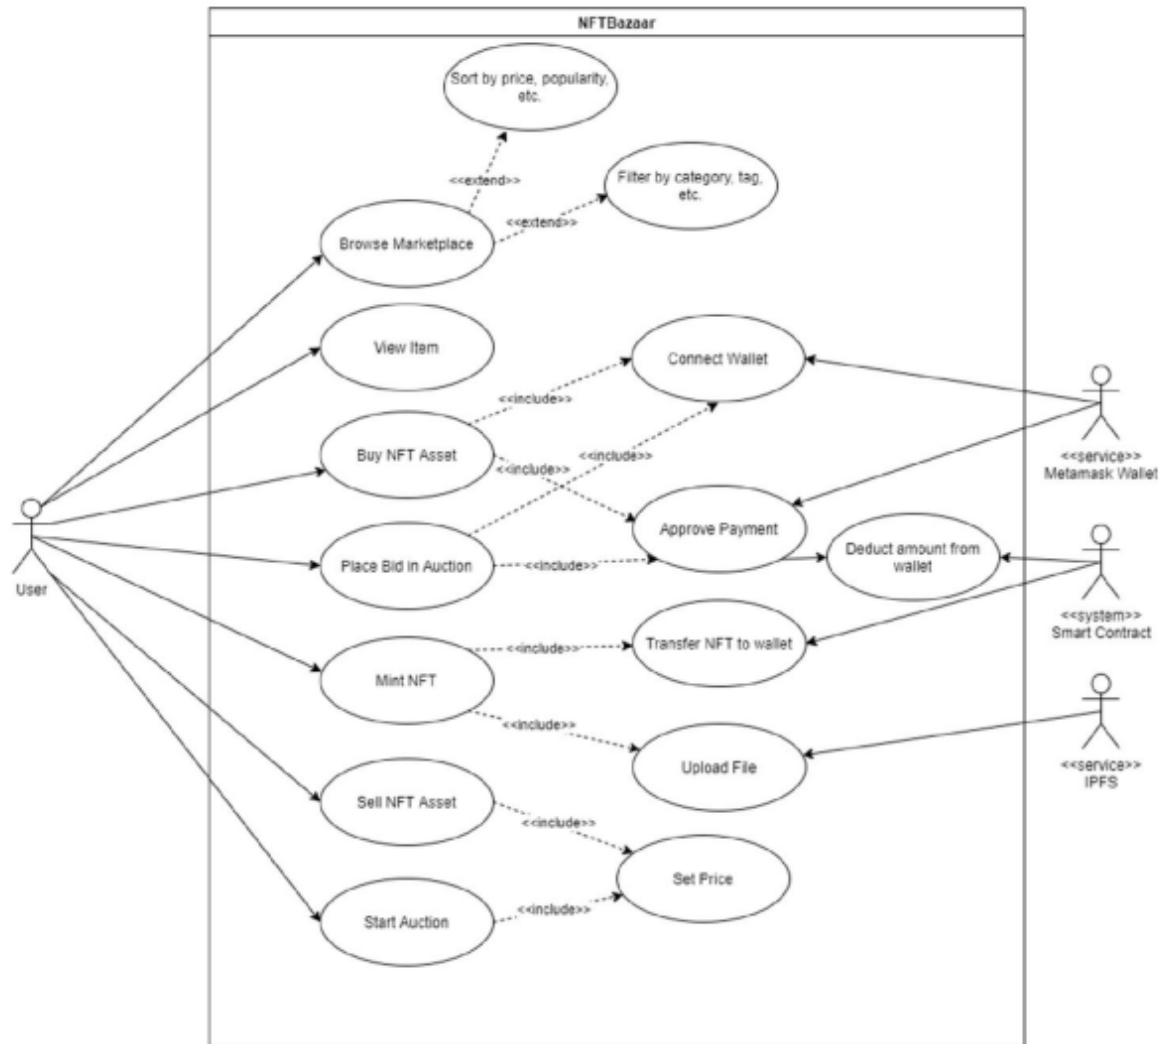 NFTBazaar
Sort by price, popularity,
etc.
<<extend>>
Filter by category, tag,
etc.
<<extend>>
Browse Marketplace
View Item
Connect Wallet
<<include>>
Buy NFT Asset
<<include>>
<<include>>
<<service>>
Metamask Wallet
Approve Payment
Place Bid in Auction
<<include>>
Deduct amount from
wallet
User
<<system>>
Smart Contract
Mint NFT
<<include>>
Transfer NFT to wallet
<<include>>
Upload File
<<service>>
IPFS
Sell NFT Asset
<<include>>
Set Price
Start Auction
<<include>>